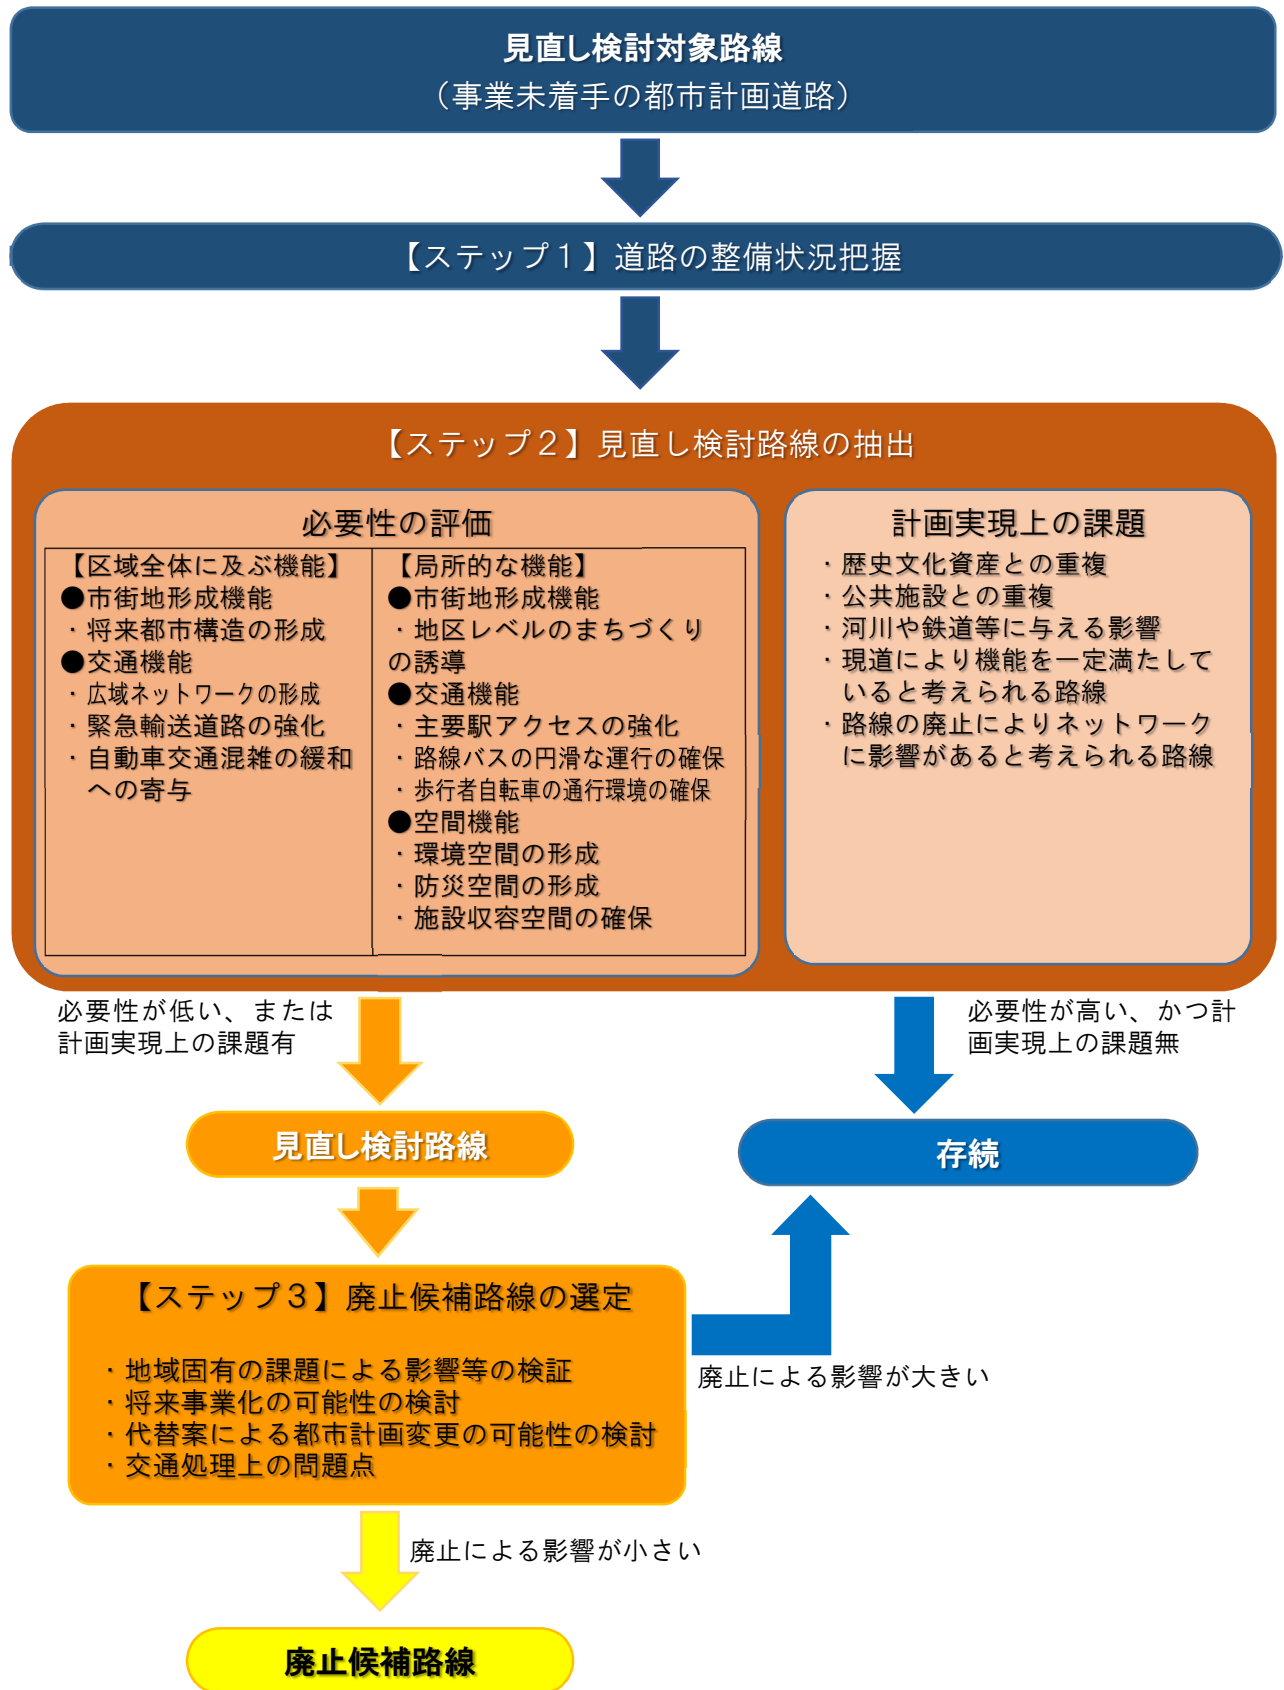 見直し検討対象路線
（事業未着手の都市計画道路）
【ステップ１】道路の整備状況把握
【ステップ２】見直し検討路線の抽出
必要性の評価
【区域全体に及ぶ機能】
●市街地形成機能
・将来都市構造の形成
●交通機能
・広域ネットワークの形成
・緊急輸送道路の強化
・自動車交通混雑の緩和
への寄与
【局所的な機能】
●市街地形成機能
・地区レベルのまちづくり
の誘導
●交通機能
・主要駅アクセスの強化
・路線バスの円滑な運行の確保
・歩行者自転車の通行環境の確保
●空間機能
・環境空間の形成
・防災空間の形成
・施設収容空間の確保
計画実現上の課題
・歴史文化資産との重複
・公共施設との重複
・河川や鉄道等に与える影響
・現道により機能を一定満たして
いると考えられる路線
・路線の廃止によりネットワーク
に影響があると考えられる路線
必要性が低い、または
計画実現上の課題有
必要性が高い、かつ計
画実現上の課題無
見直し検討路線
存続
【ステップ３】廃止候補路線の選定
・地域固有の課題による影響等の検証
・将来事業化の可能性の検討
・代替案による都市計画変更の可能性の検討
・交通処理上の問題点
廃止による影響が大きい
廃止による影響が小さい
廃止候補路線